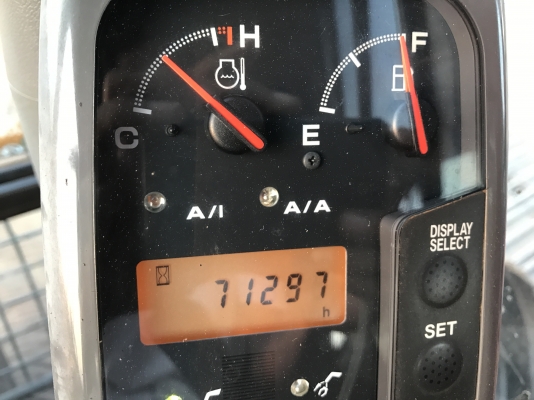 H
F
C
E
A/I
A/A
DISPLAY
SELECT
71297
h
SET